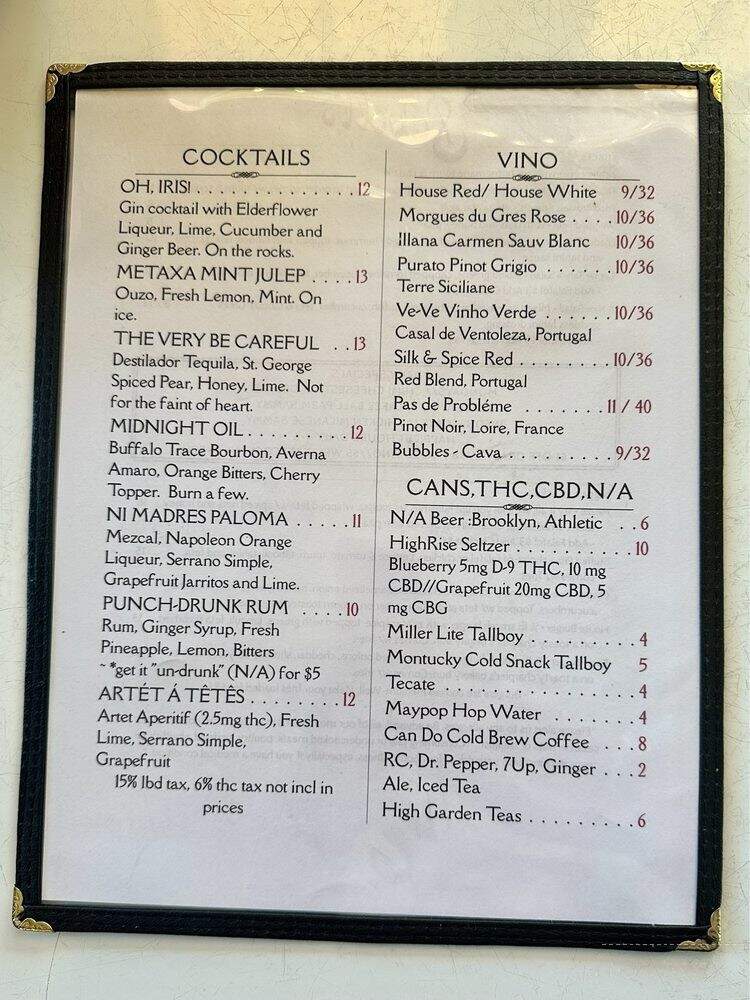 COCKTAILS
OH, IRIS! . . . . . . . . . . . . . . 12
Gin cocktail with Elderflower
Liqueur, Lime, Cucumber and
Ginger Beer. On the rocks.
METAXA MINT JULEP . . . . 13
Ouzo, Fresh Lemon, Mint. On
ice.
THE VERY BE CAREFUL . . 13
Destilador Tequila, St. George
Spiced Pear, Honey, Lime. Not
for the faint of heart.
MIDNIGHT OIL . . . . . . . . . 12
Buffalo Trace Bourbon, Averna
Amaro, Orange Bitters, Cherry
Topper. Burn a few.
NI MADRES PALOMA . . . . . 11
Mezcal, Napoleon Orange
Liqueur, Serrano Simple,
Grapefruit Jarritos and Lime.
PUNCH-DRUNK RUM . . . . 10
Rum, Ginger Syrup, Fresh
Pineapple, Lemon, Bitters
~ *get it "un-drunk" (N/A) for $5
ARTÉT Á TÊTÊS . . . . . . . . 12
Artet Aperitif (2.5mg thc), Fresh
Lime, Serrano Simple,
Grapefruit
15% lbd tax, 6% thc tax not incl in
prices
VINO
House Red/ House White 9/32
Morgues du Gres Rose . . . . 10/36
Illana Carmen Sauv Blanc 10/36
Purato Pinot Grigio . . . . . . 10/36
Terre Siciliane
Ve-Ve Vinho Verde . . . . . . 10/36
Casal de Ventoleza, Portugal
Silk & Spice Red . . . . . . . . 10/36
Red Blend, Portugal
Pas de Probléme . . . . . . . 11 / 40
Pinot Noir, Loire, France
Bubbles - Cava . . . . . . . . . 9/32
CANS,THC,CBD,N/A
N/A Beer :Brooklyn, Athletic . . 6
HighRise Seltzer . . . . . . . . . . 10
Blueberry 5mg D-9 THC, 10 mg
CBD//Grapefruit 20mg CBD, 5
mg CBG
Miller Lite Tallboy . . . . . . . . . 4
Montucky Cold Snack Tallboy 5
Tecate . . . . . . . . . . . . . . . . . 4
Maypop Hop Water . . . . . . . . 4
Can Do Cold Brew Coffee . . . 8
RC, Dr. Pepper, 7Up, Ginger . . . 2
Ale, Iced Tea
High Garden Teas . . . . . . . . . 6